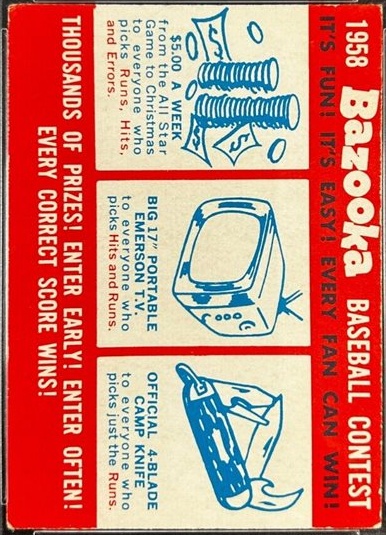 1958 Bazooka BASEBALL CONTEST
IT'S FUN! IT'S EASY! EVERY FAN CAN WIN!
$5.00 A WEEK
from the All Star
Game to Christmas
to everyone who
picks Runs, Hits,
and Errors.
BIG 17" PORTABLE
EMERSON T.V.
to everyone who
picks Hits and Runs.
OFFICIAL 4-BLADE
CAMP KNIFE
to everyone who
picks just the Runs.
THOUSANDS OF PRIZES! ENTER EARLY! ENTER OFTEN!
EVERY CORRECT SCORE WINS!